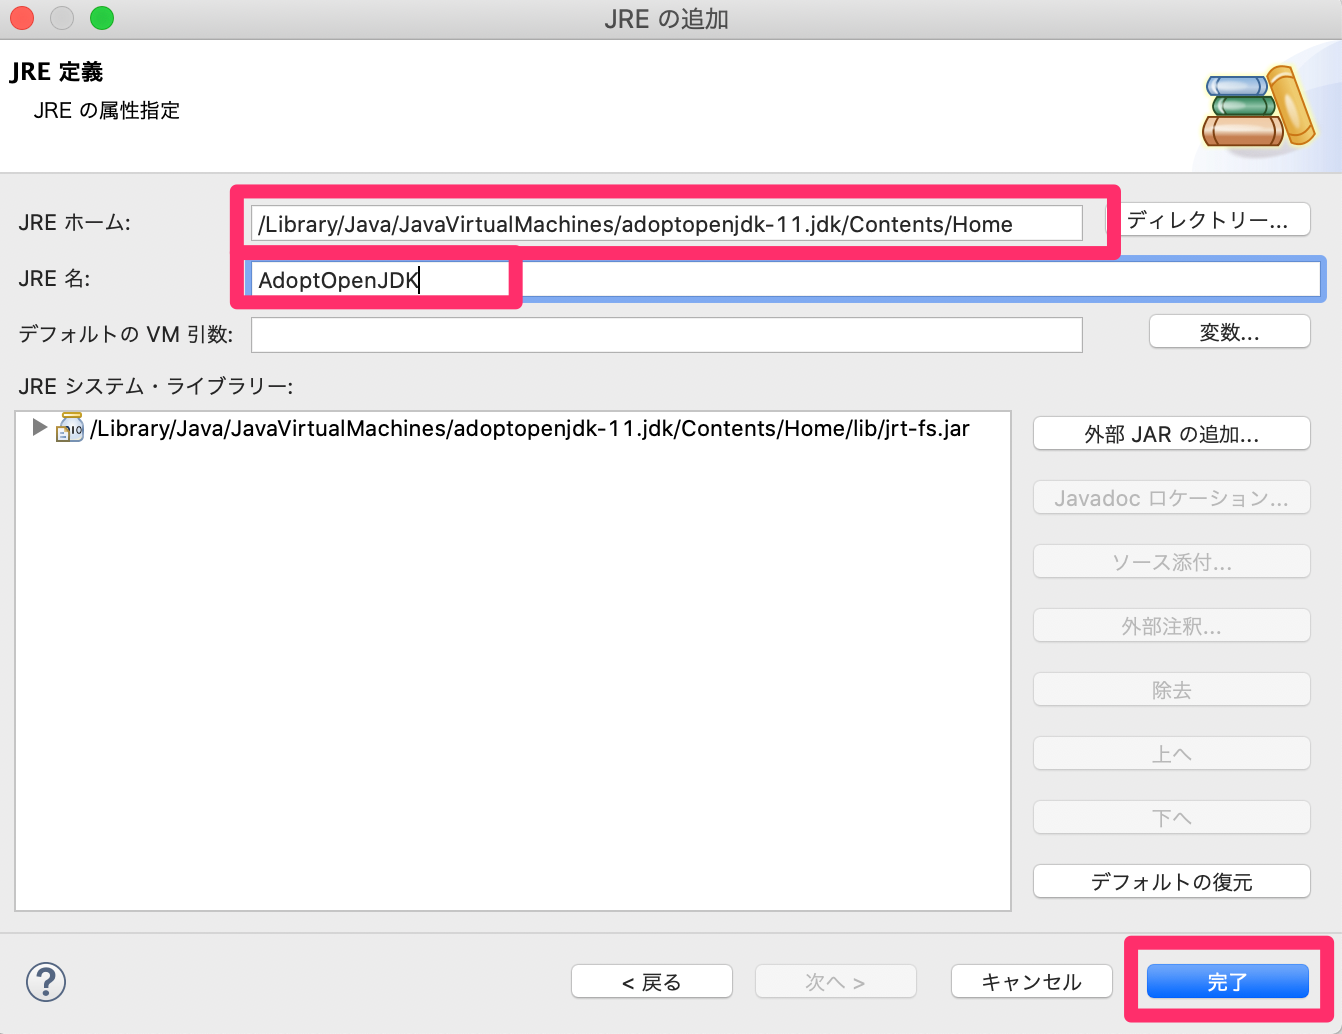 JRE の追加
JRE 定義
JRE の属性指定
JRE ホーム: /Library/Java/JavaVirtualMachines/adoptopenjdk-11.jdk/Contents/Home ディレクトリー...
JRE 名: AdoptOpenJDK
デフォルトの VM 引数: 変数...
JRE システム・ライブラリー:
/Library/Java/JavaVirtualMachines/adoptopenjdk-11.jdk/Contents/Home/lib/jrt-fs.jar
外部 JAR の追加...
Javadoc ロケーション...
ソース添付...
外部注釈...
除去
上へ
下へ
デフォルトの復元
? < 戻る 次へ > キャンセル 完了